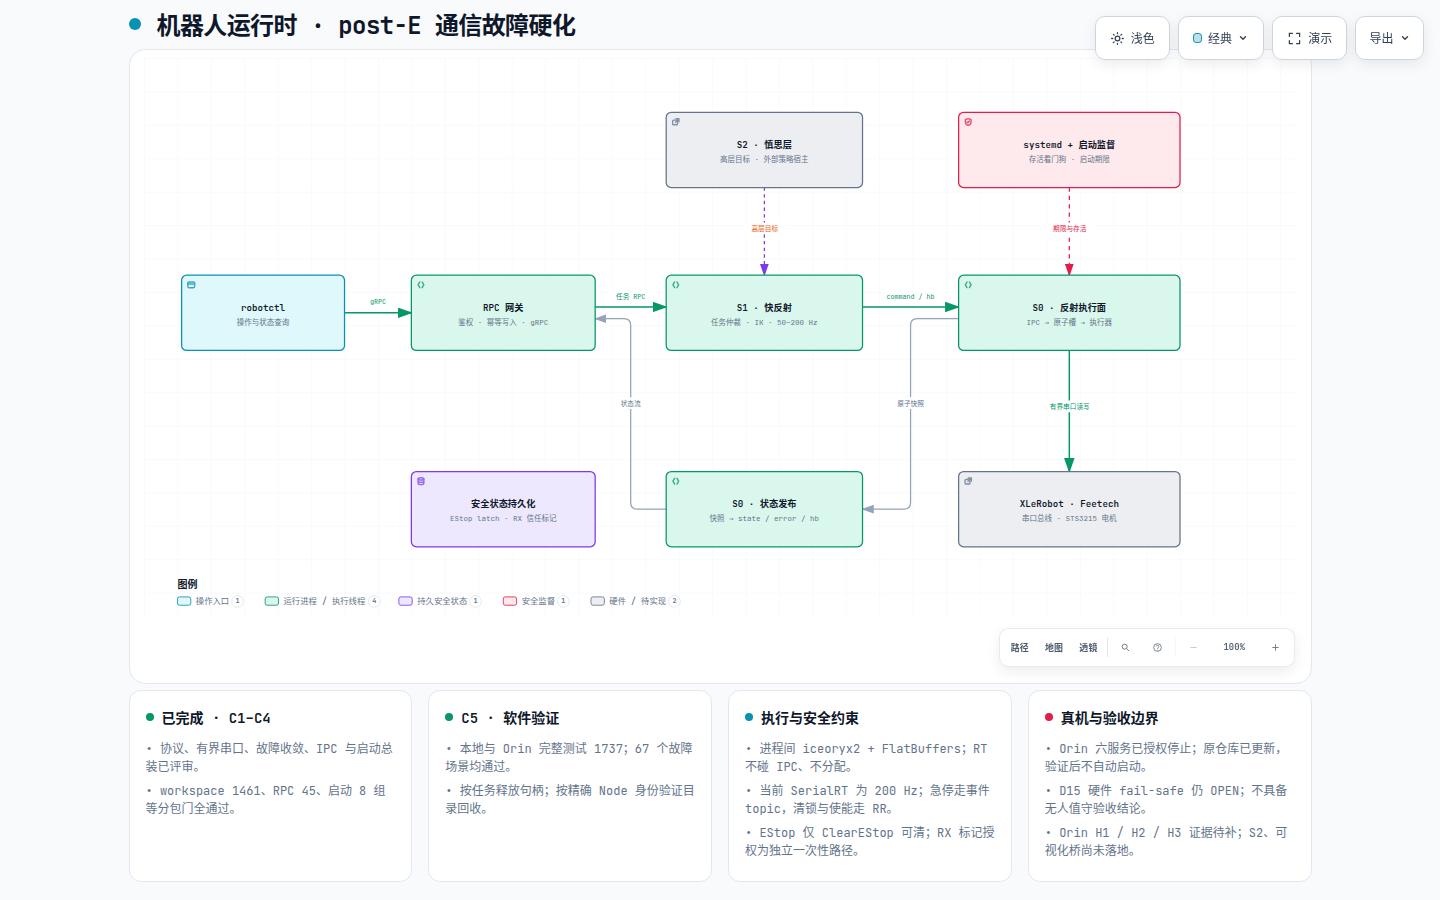 机器人运行时 · post-E 通信故障硬化
浅色
经典
演示
导出
S2 · 慎思层
高层目标 · 外部策略宿主
systemd + 启动监督
存活看门狗 · 启动期限
高层目标
期限与存活
robotctl
操作与状态查询
gRPC
RPC 网关
鉴权 · 幂等写入 · gRPC
任务 RPC
S1 · 快反射
任务仲裁 · IK · 50–200 Hz
command / hb
S0 · 反射执行面
IPC → 原子槽 → 执行器
状态流
原子快照
有界串口读写
安全状态持久化
EStop latch · RX 信任标记
S0 · 状态发布
快照 → state / error / hb
XLeRobot · Feetech
串口总线 · STS3215 电机
图例
操作入口 1
运行进程 / 执行线程 4
持久安全状态 1
安全监督 1
硬件 / 待实现 2
路径
地图
透镜
100%
已完成 · C1–C4
• 协议、有界串口、故障收敛、IPC 与启动总
装已评审。
• workspace 1461、RPC 45、启动 8 组
等分包门全通过。
C5 · 软件验证
• 本地与 Orin 完整测试 1737；67 个故障
场景均通过。
• 按任务释放句柄；按精确 Node 身份验证目
录回收。
执行与安全约束
• 进程间 iceoryx2 + FlatBuffers；RT
不碰 IPC、不分配。
• 当前 SerialRT 为 200 Hz；急停走事件
topic，清锁与使能走 RR。
• EStop 仅 ClearEStop 可清；RX 标记授
权为独立一次性路径。
真机与验收边界
• Orin 六服务已授权停止；原仓库已更新，
验证后不自动启动。
• D15 硬件 fail-safe 仍 OPEN；不具备
无人值守验收结论。
• Orin H1 / H2 / H3 证据待补；S2、可
视化桥尚未落地。